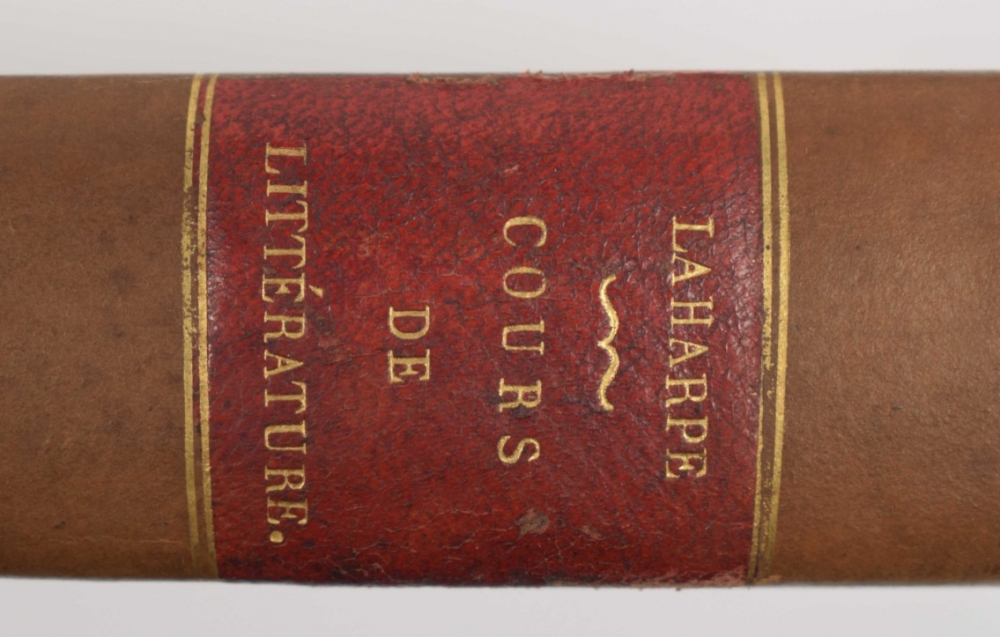 LAHARPE
COURS
DE
LITTÉRATURE.